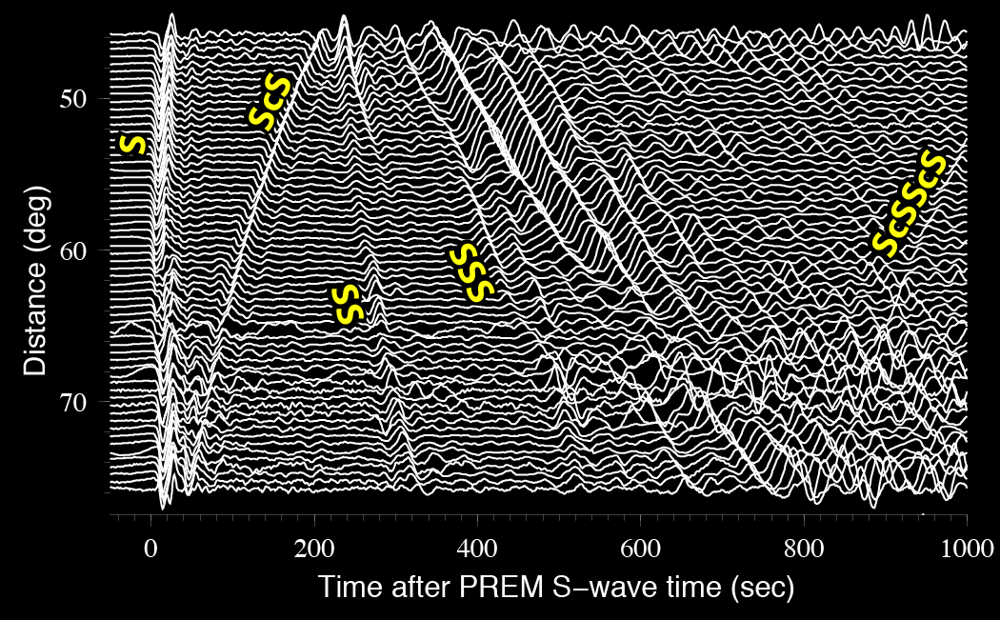 50
60
70
Distance (deg)
S
ScS
SS
SSS
ScSScS
0 200 400 600 800 1000
Time after PREM S−wave time (sec)